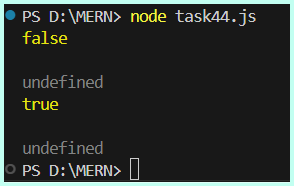 PS D:\MERN> node task44.js
false
undefined
true
undefined
PS D:\MERN>